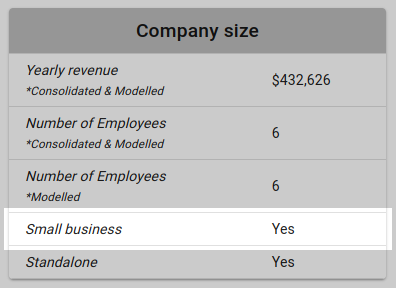 Company size
Yearly revenue
*Consolidated & Modelled
$432,626
Number of Employees
*Consolidated & Modelled
6
Number of Employees
*Modelled
6
Small business
Yes
Standalone
Yes